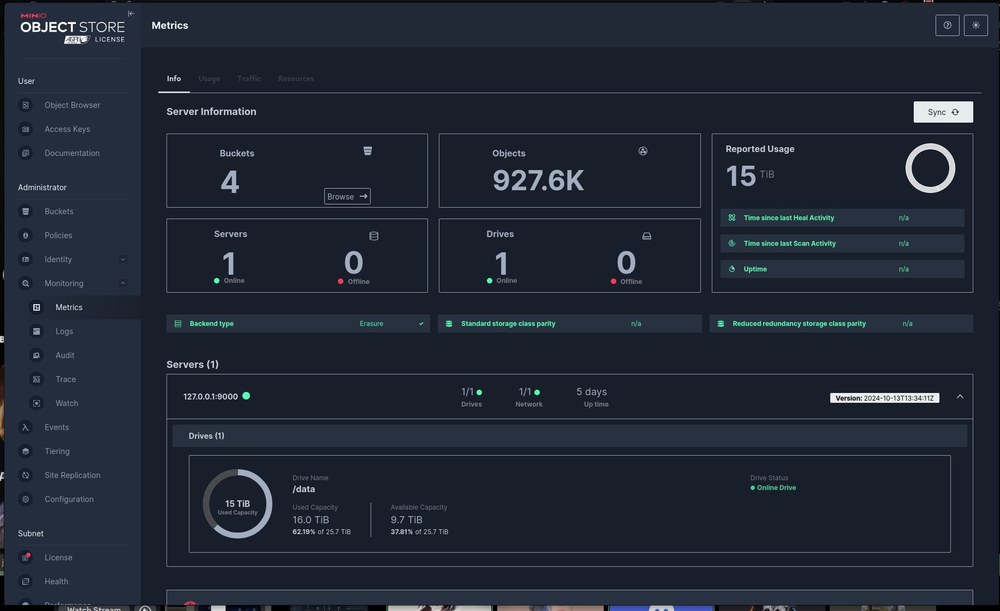 MINIO
OBJECT STORE
AGPLv3 LICENSE
User
Object Browser
Access Keys
Documentation
Administrator
Buckets
Policies
Identity
Monitoring
Metrics
Logs
Audit
Trace
Watch
Events
Tiering
Site Replication
Configuration
Subnet
License
Health
Performance
Metrics
Info Usage Traffic Resources
Server Information
Sync
Buckets
4
Browse
Objects
927.6K
Reported Usage
15 TiB
Time since last Heal Activity n/a
Time since last Scan Activity n/a
Uptime n/a
Servers
1 0
Online Offline
Drives
1 0
Online Offline
Backend type Erasure
Standard storage class parity n/a
Reduced redundancy storage class parity n/a
Servers (1)
127.0.0.1:9000
1/1
Drives
1/1
Network
5 days
Up time
Version: 2024-10-13T13:34:11Z
Drives (1)
15 TiB
Used Capacity
Drive Name
/data
Used Capacity
16.0 TiB
62.19% of 25.7 TiB
Available Capacity
9.7 TiB
37.81% of 25.7 TiB
Drive Status
Online Drive
Watch Stream